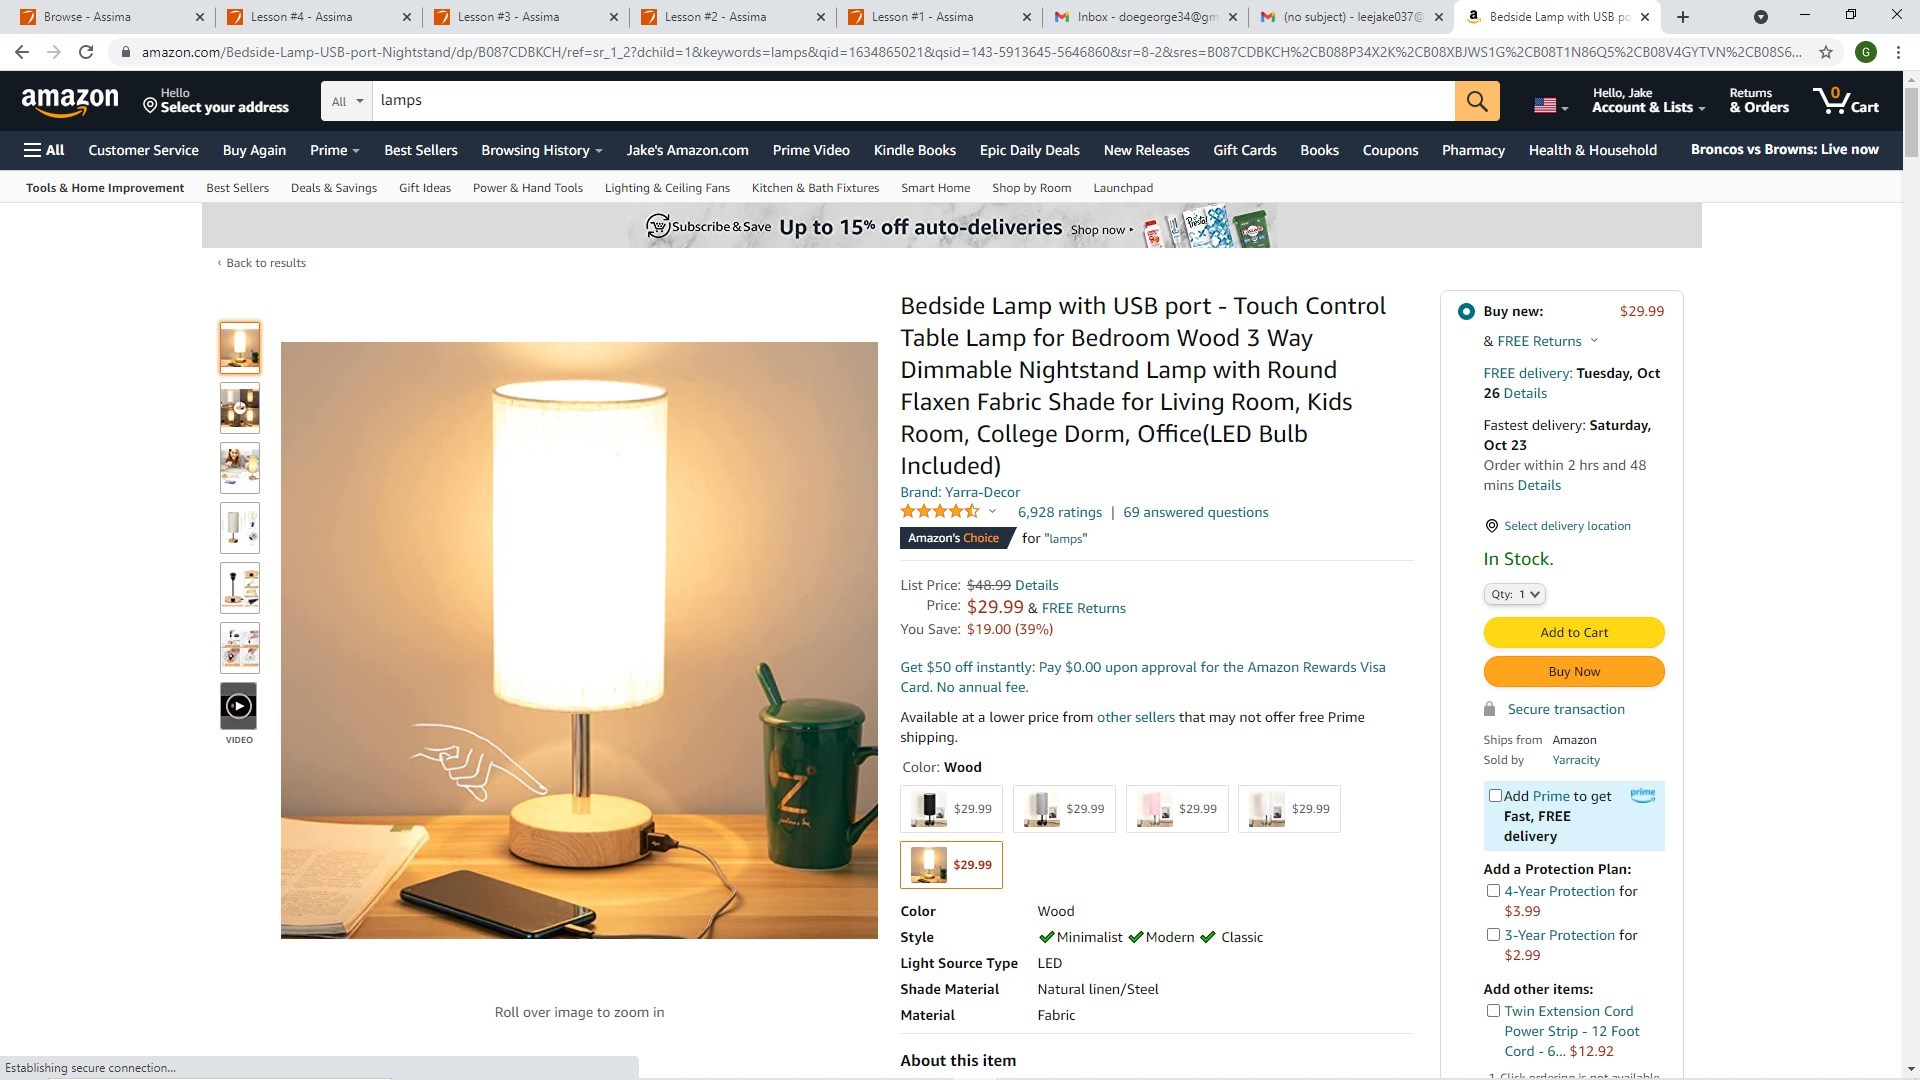 Browse - Assima
Lesson #4 - Assima
Lesson #3 - Assima
Lesson #2 - Assima
Lesson #1 - Assima
Inbox - doegeorge34@gm
(no subject) - leejake037@
Bedside Lamp with USB po
amazon.com/Bedside-Lamp-USB-port-Nightstand/dp/B087CDBKCH/ref=sr_1_2?dchild=1&keywords=lamps&qid=1634865021&qsid=143-5913645-5646860&sr=8-2&sres=B087CDBKCH%2CB088P34X2K%2CB08XBJWS1G%2CB08T1N86Q5%2CB08V4GYTVN%2CB08S6...
G
amazon
Hello
Select your address
All
lamps
Hello, Jake
Account & Lists
Returns
& Orders
0
Cart
All
Customer Service
Buy Again
Prime
Best Sellers
Browsing History
Jake's Amazon.com
Prime Video
Kindle Books
Epic Daily Deals
New Releases
Gift Cards
Books
Coupons
Pharmacy
Health & Household
Broncos vs Browns: Live now
Tools & Home Improvement
Best Sellers
Deals & Savings
Gift Ideas
Power & Hand Tools
Lighting & Ceiling Fans
Kitchen & Bath Fixtures
Smart Home
Shop by Room
Launchpad
Subscribe & Save Up to 15% off auto-deliveries Shop now ▸
Presto!
‹ Back to results
VIDEO
Z
Roll over image to zoom in
Bedside Lamp with USB port - Touch Control
Table Lamp for Bedroom Wood 3 Way
Dimmable Nightstand Lamp with Round
Flaxen Fabric Shade for Living Room, Kids
Room, College Dorm, Office(LED Bulb
Included)
Brand: Yarra-Decor
6,928 ratings | 69 answered questions
Amazon's Choice for "lamps"
List Price: $48.99 Details
Price: $29.99 & FREE Returns
You Save: $19.00 (39%)
Get $50 off instantly: Pay $0.00 upon approval for the Amazon Rewards Visa
Card. No annual fee.
Available at a lower price from other sellers that may not offer free Prime
shipping.
Color: Wood
$29.99
$29.99
$29.99
$29.99
$29.99
Color Wood
Style Minimalist Modern Classic
Light Source Type LED
Shade Material Natural linen/Steel
Material Fabric
About this item
Buy new: $29.99
& FREE Returns
FREE delivery: Tuesday, Oct
26 Details
Fastest delivery: Saturday,
Oct 23
Order within 2 hrs and 48
mins Details
Select delivery location
In Stock.
Qty: 1
Add to Cart
Buy Now
Secure transaction
Ships from Amazon
Sold by Yarracity
Add Prime to get
Fast, FREE
delivery
prime
Add a Protection Plan:
4-Year Protection for
$3.99
3-Year Protection for
$2.99
Add other items:
Twin Extension Cord
Power Strip - 12 Foot
Cord - 6... $12.92
1-Click ordering is not available
Establishing secure connection...